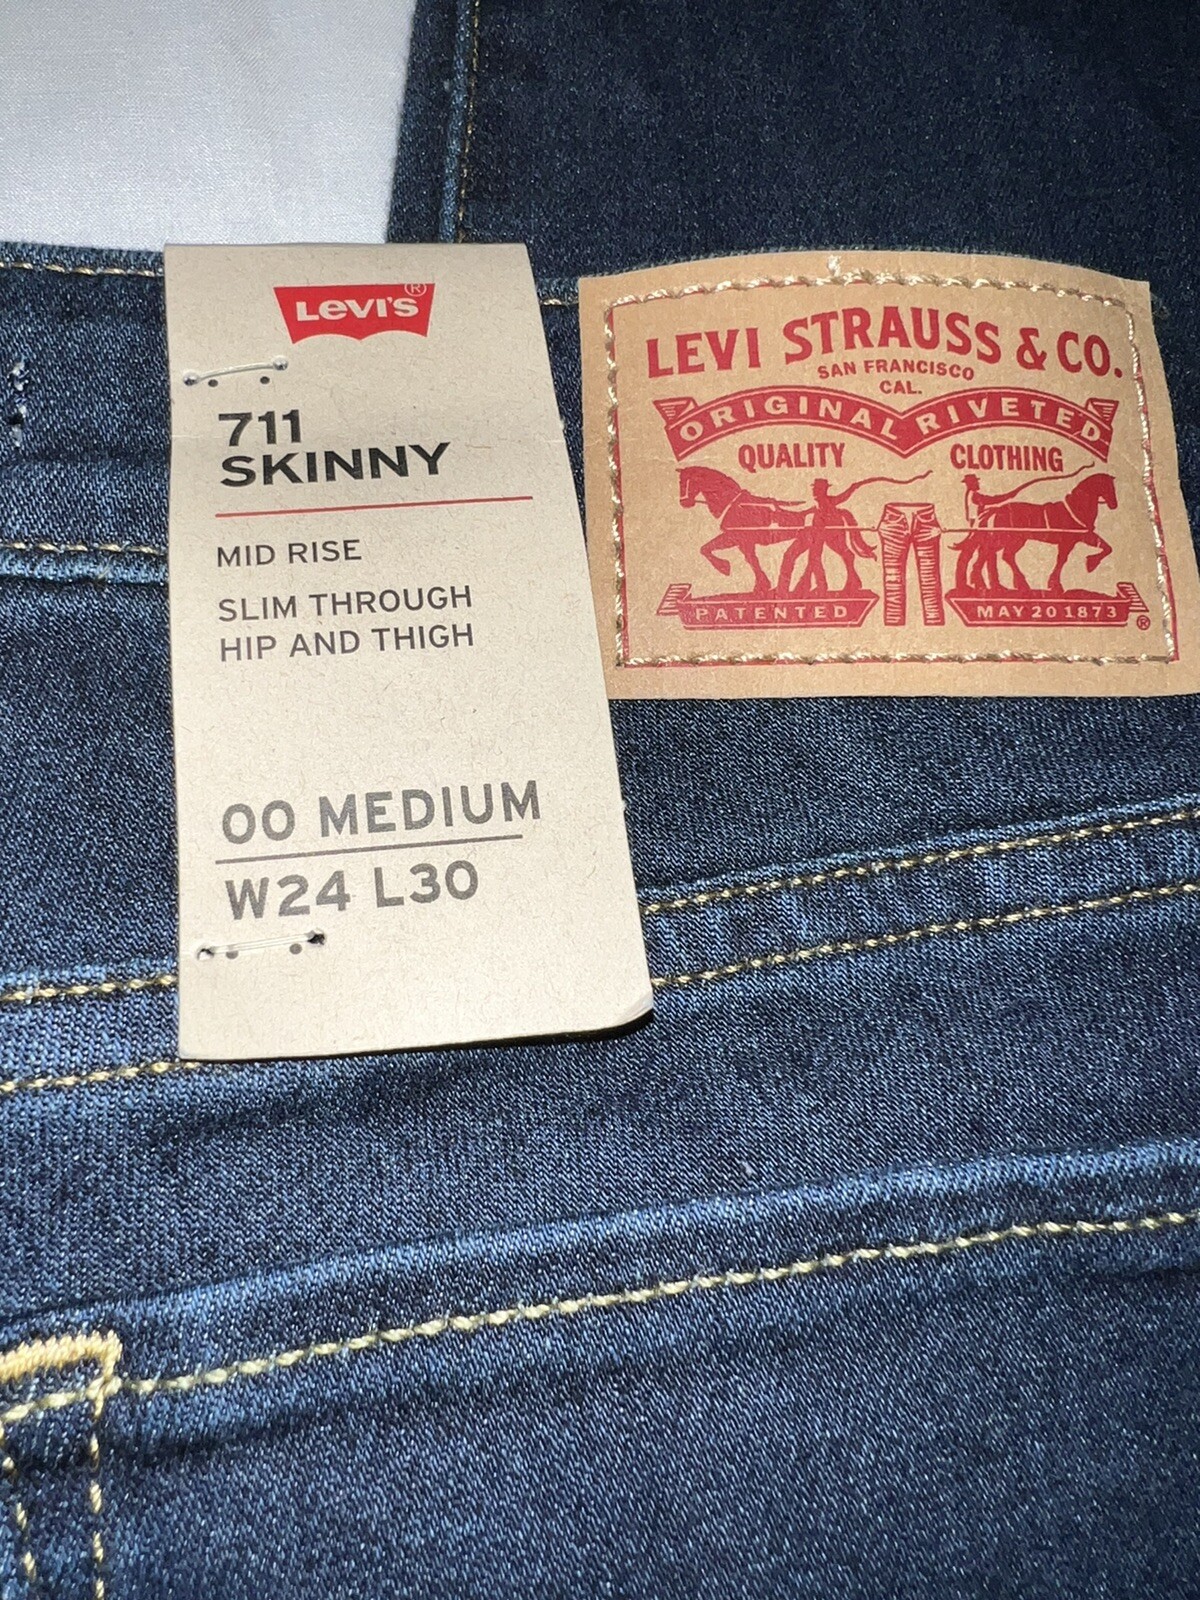 LEVI'S®
711
SKINNY
MID RISE
SLIM THROUGH
HIP AND THIGH
00 MEDIUM
W24 L30
LEVI STRAUSS & CO.
SAN FRANCISCO
CAL.
ORIGINAL RIVETED
QUALITY CLOTHING
PATENTED MAY 20 1873 ®